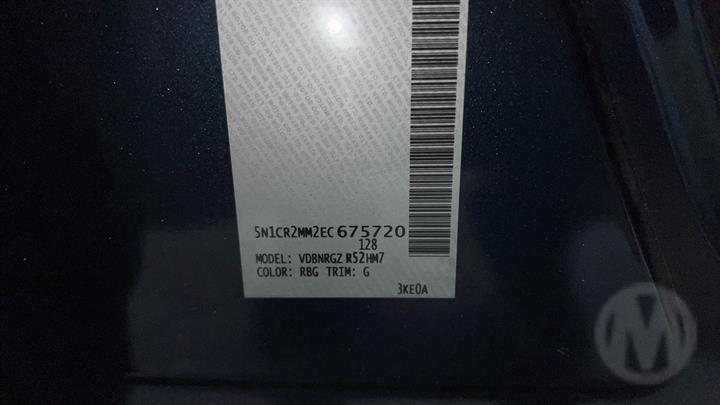 5N1CR2MM2EC675720
128
MODEL: VDBNRGZ R52HM7
COLOR: RBG TRIM: G
3KE0A
M